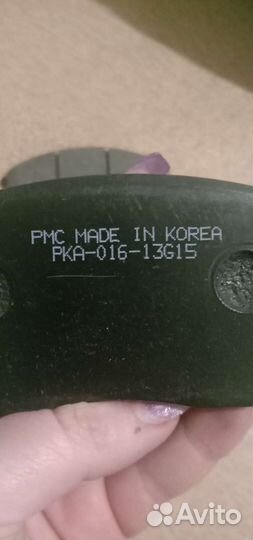 PMC MADE IN KOREA
PKA-016-13G15
Avito